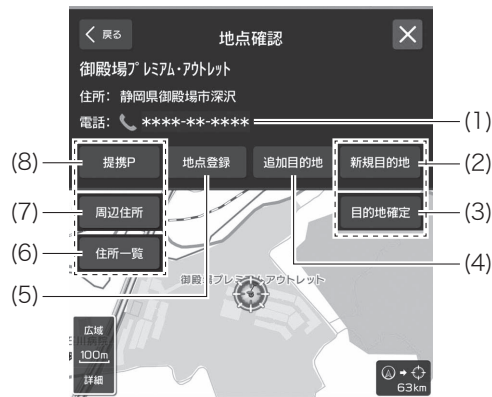 戻る
地点確認
御殿場プレミアム・アウトレット
住所: 静岡県御殿場市深沢
電話: ****-**-****
(1)
(8)
提携P
地点登録
追加目的地
新規目的地
(2)
(7)
周辺住所
目的地確定
(3)
(6)
住所一覧
(4)
(5)
御殿場プレミアムアウトレット
広域
100m
詳細
63km